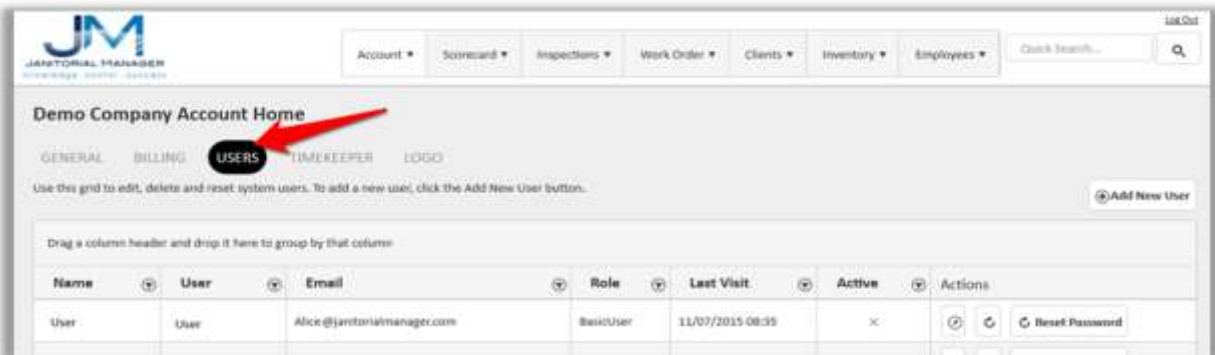 Log Out
JM
JANITORIAL MANAGER
knowledge control success
Account Scorecard Inspections Work Order Clients Inventory Employees Quick Search...
Demo Company Account Home
GENERAL BILLING USERS TIMEKEEPER LOGO
Use this grid to edit, delete and reset system users. To add a new user, click the Add New User button.
Add New User
Drag a column header and drop it here to group by that column
Name User Email Role Last Visit Active Actions
User User Alice@janitorialmanager.com BasicUser 11/07/2015 08:35 Reset Password